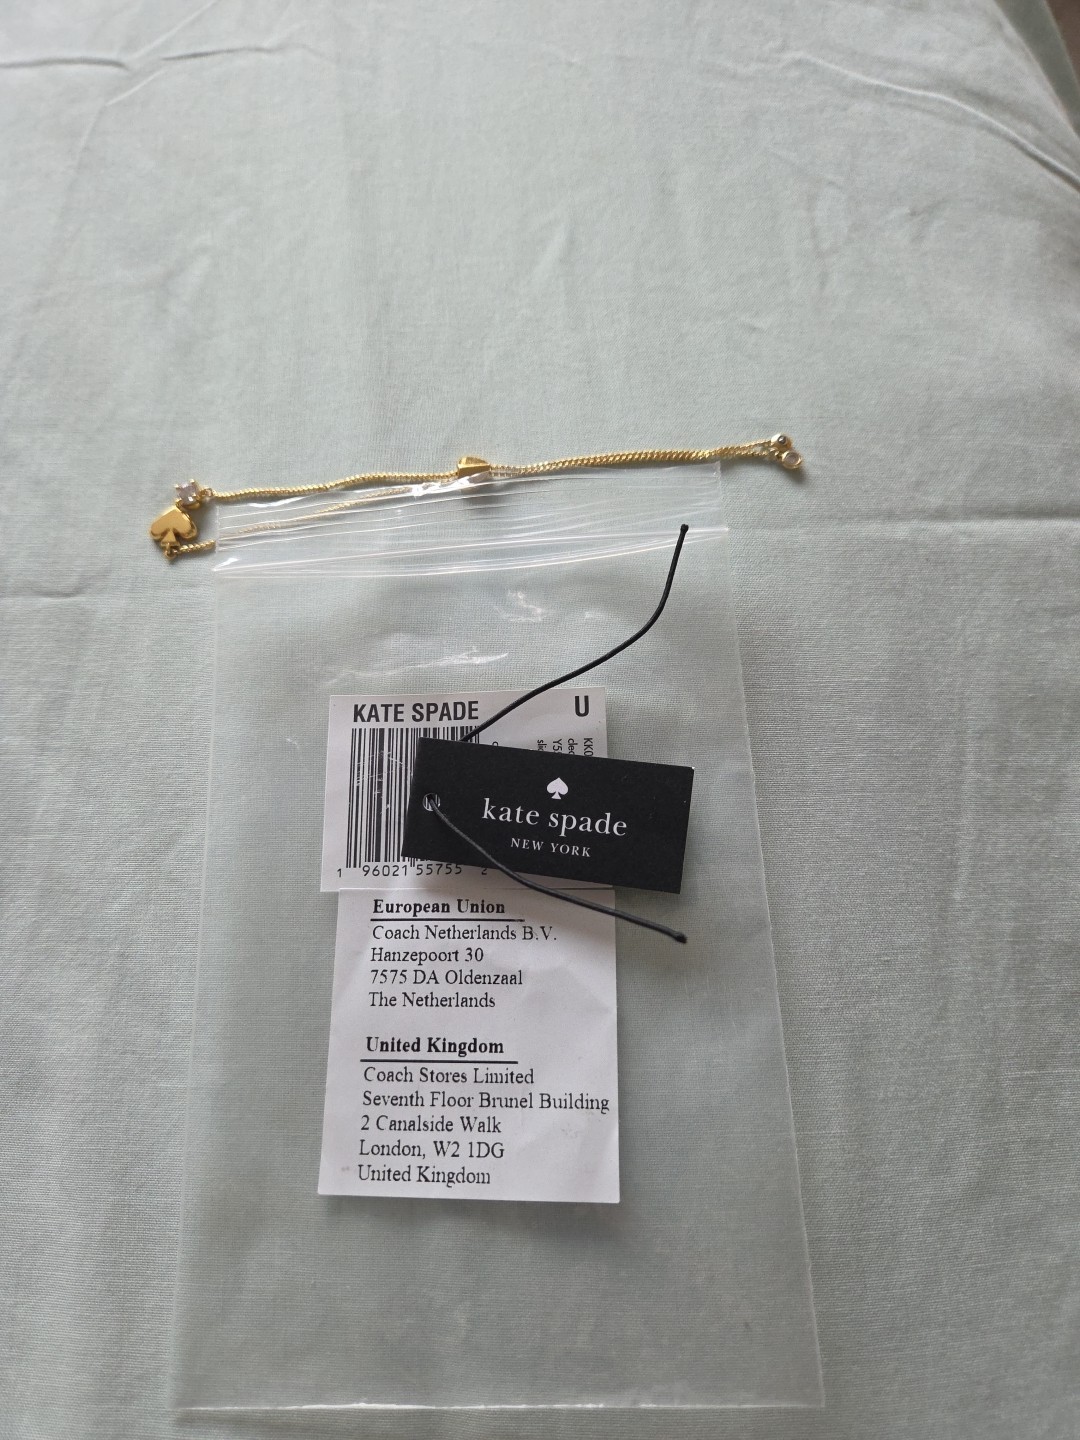 KATE SPADE U
KK0
Y5
1 96021 55755 2
kate spade
NEW YORK
European Union
Coach Netherlands B.V.
Hanzepoort 30
7575 DA Oldenzaal
The Netherlands
United Kingdom
Coach Stores Limited
Seventh Floor Brunel Building
2 Canalside Walk
London, W2 1DG
United Kingdom